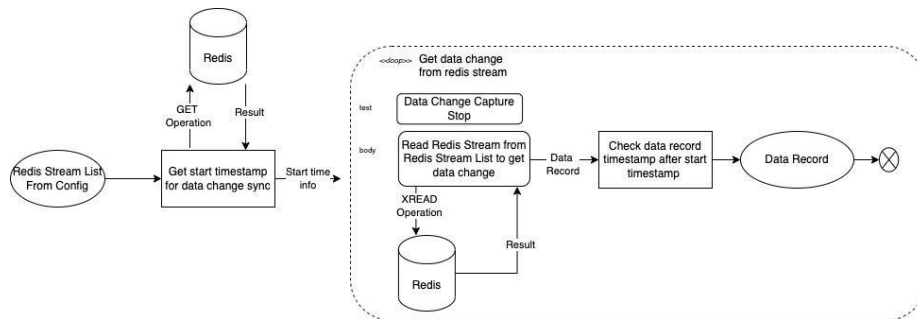 Redis
GET
Operation
Result
Redis Stream List
From Config
Get start timestamp
for data change sync
Start time
info
<<loop>>
Get data change
from redis stream
test
Data Change Capture
Stop
body
Read Redis Stream from
Redis Stream List to get
data change
Data
Record
Check data record
timestamp after start
timestamp
Data Record
XREAD
Operation
Result
Redis